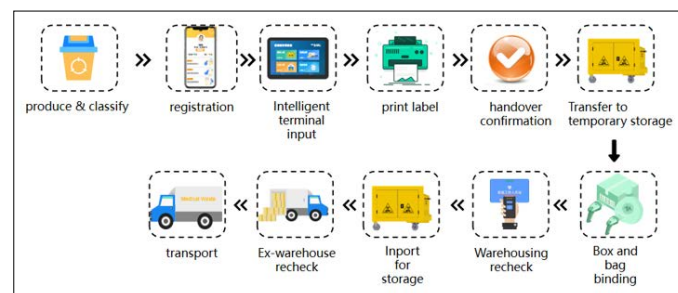 produce & classify
registration
Intelligent
terminal
input
print label
handover
confirmation
Transfer to
temporary storage
Box and
bag
binding
Warehousing
recheck
Inport
for
storage
Ex-warehouse
recheck
transport